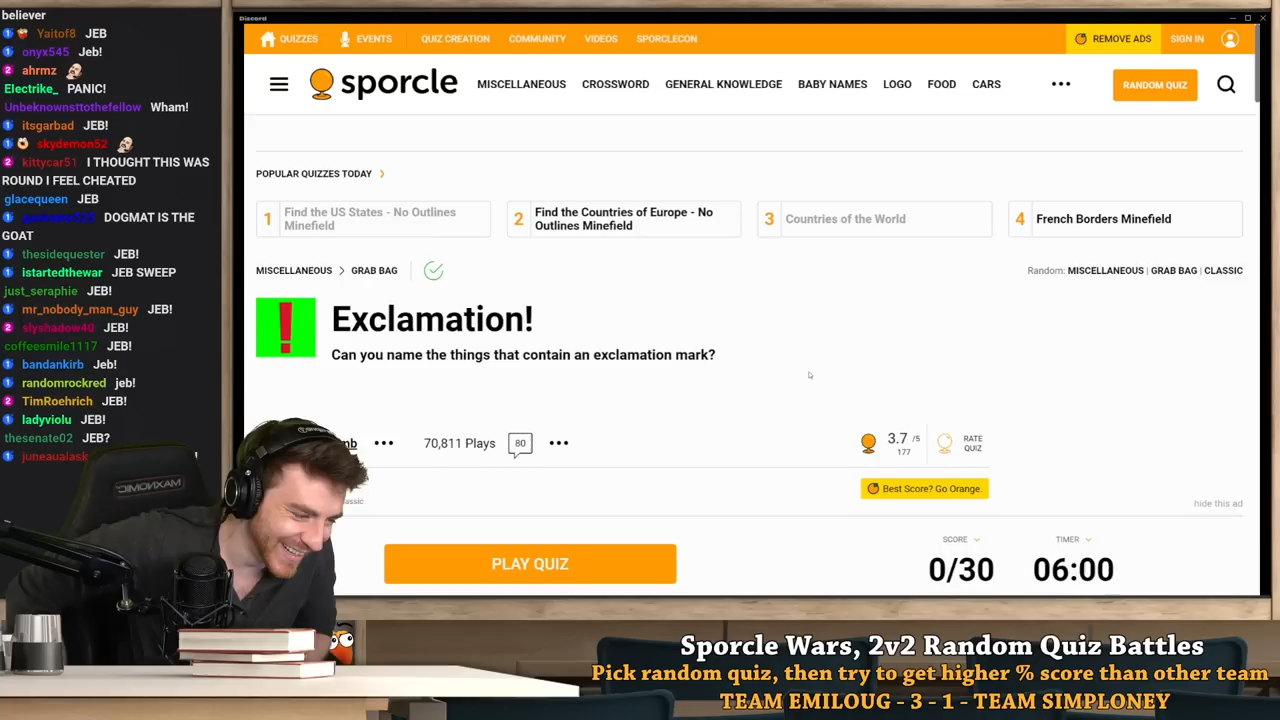 believer
Yaitof8 JEB
onyx545 Jeb!
ahrmz
Electrike_ PANIC!
Unbeknownsttothefellow Wham!
itsgarbad JEB!
skydemon52
kittycar51 I THOUGHT THIS WAS
ROUND I FEEL CHEATED
glacequeen JEB
DOGMAT IS THE
GOAT
thesidequester JEB!
istartedthewar JEB SWEEP
just_seraphie JEB!
mr_nobody_man_guy JEB!
slyshadow40 JEB!
coffeesmile1117 JEB!
bandankirb Jeb!
randomrockred jeb!
TimRoehrich JEB!
ladyviolu JEB!
thesenate02 JEB?
juneaualask
Discord
QUIZZES EVENTS QUIZ CREATION COMMUNITY VIDEOS SPORCLECON REMOVE ADS SIGN IN
sporcle MISCELLANEOUS CROSSWORD GENERAL KNOWLEDGE BABY NAMES LOGO FOOD CARS RANDOM QUIZ
POPULAR QUIZZES TODAY
1 Find the US States - No Outlines
Minefield
2 Find the Countries of Europe - No
Outlines Minefield
3 Countries of the World
4 French Borders Minefield
MISCELLANEOUS > GRAB BAG
Random: MISCELLANEOUS | GRAB BAG | CLASSIC
Exclamation!
Can you name the things that contain an exclamation mark?
mb ••• 70,811 Plays 80 •••
3.7 /5
177
RATE
QUIZ
Best Score? Go Orange.
assic
hide this ad
PLAY QUIZ
SCORE
0/30
TIMER
06:00
MAXNOMIC
Sporcle Wars, 2v2 Random Quiz Battles
Pick random quiz, then try to get higher % score than other team
TEAM EMILOUG - 3 - 1 - TEAM SIMPLONEY